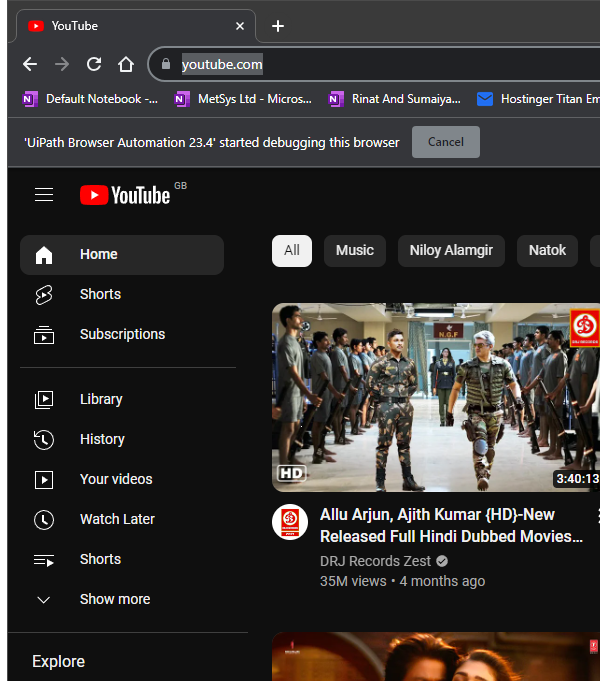 YouTube
youtube.com
Default Notebook -...
MetSys Ltd - Micros...
Rinat And Sumaiya...
Hostinger Titan Em
'UiPath Browser Automation 23.4' started debugging this browser
Cancel
YouTube GB
Home
Shorts
Subscriptions
Library
History
Your videos
Watch Later
Shorts
Show more
Explore
All
Music
Niloy Alamgir
Natok
N.G.F
HD
3:40:13
Allu Arjun, Ajith Kumar {HD}-New
Released Full Hindi Dubbed Movies...
DRJ Records Zest
35M views • 4 months ago